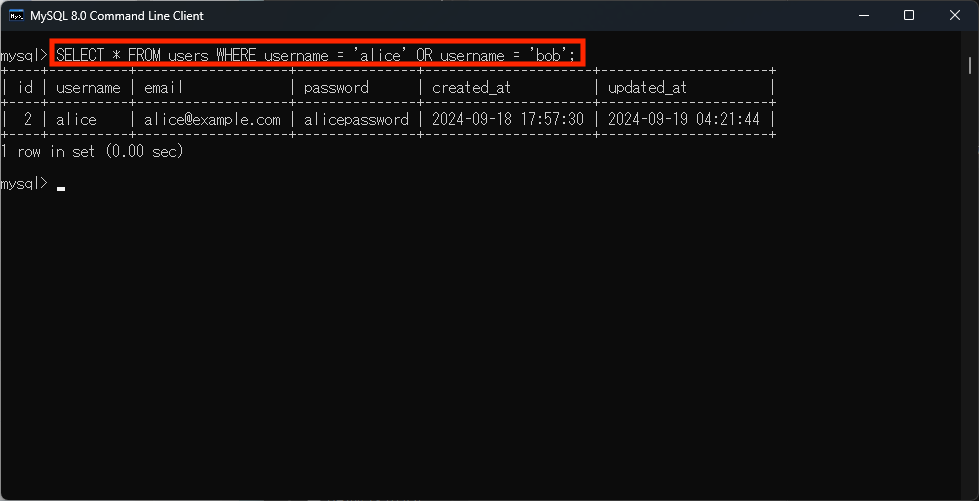 MySQL 8.0 Command Line Client
mysql> SELECT * FROM users WHERE username = 'alice' OR username = 'bob';
+----+----------+-------------------+---------------+---------------------+---------------------+
| id | username | email             | password      | created_at          | updated_at          |
+----+----------+-------------------+---------------+---------------------+---------------------+
|  2 | alice    | alice@example.com | alicepassword | 2024-09-18 17:57:30 | 2024-09-19 04:21:44 |
+----+----------+-------------------+---------------+---------------------+---------------------+
1 row in set (0.00 sec)
mysql>